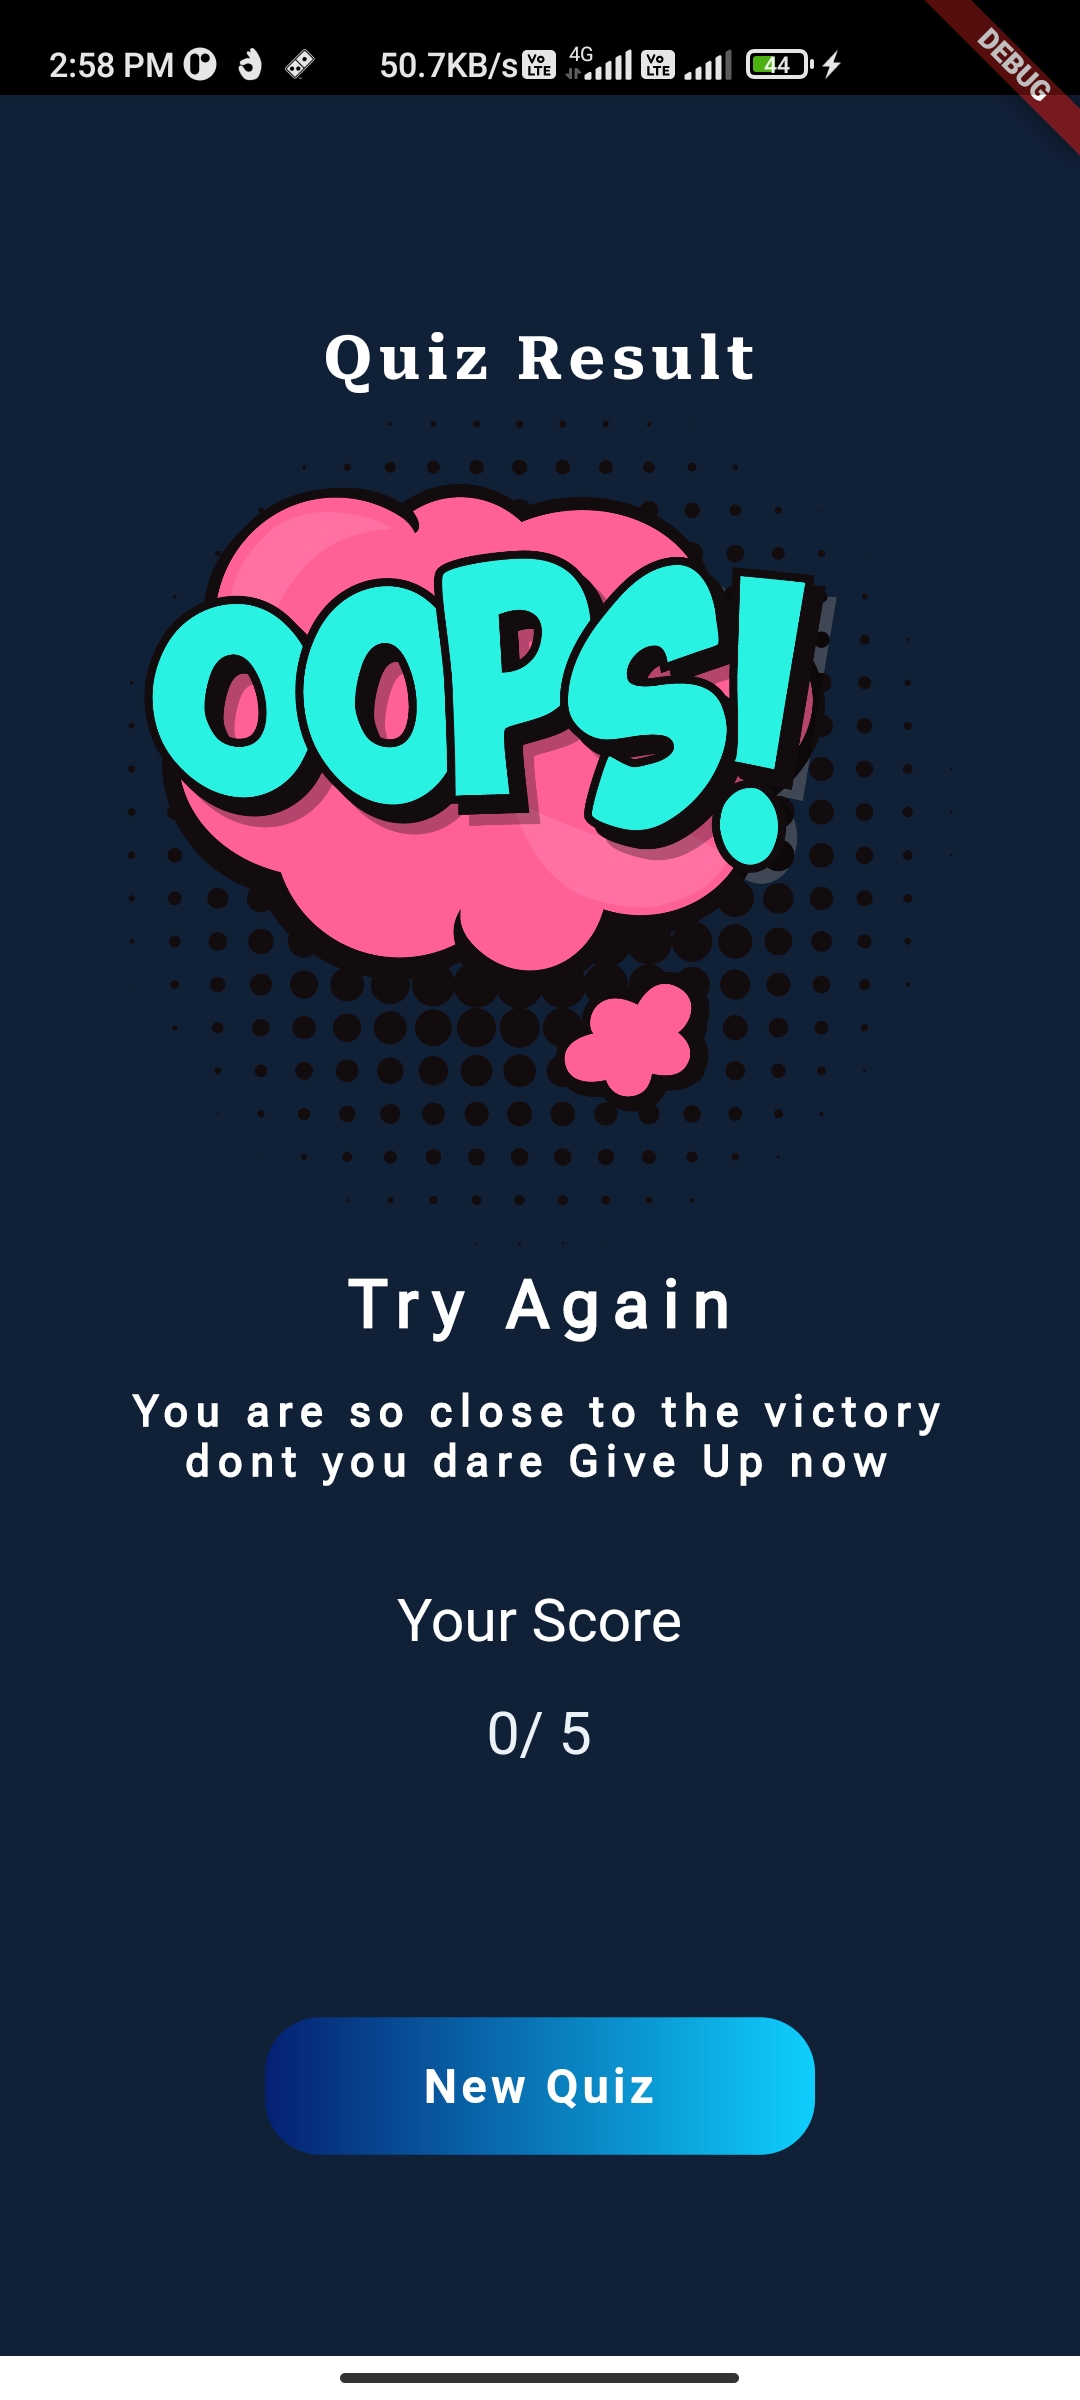 2:58 PM 50.7KB/s Vo LTE 4G Vo LTE 44
DEBUG
Quiz Result
OOPS!
Try Again
You are so close to the victory
dont you dare Give Up now
Your Score
0/ 5
New Quiz